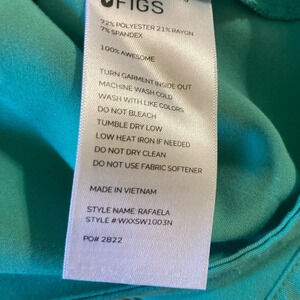 FIGS
72% POLYESTER 21% RAYON
7% SPANDEX
100% AWESOME
TURN GARMENT INSIDE OUT
MACHINE WASH COLD
WASH WITH LIKE COLORS
DO NOT BLEACH
TUMBLE DRY LOW
LOW HEAT IRON IF NEEDED
DO NOT DRY CLEAN
DO NOT USE FABRIC SOFTENER
MADE IN VIETNAM
STYLE NAME: RAFAELA
STYLE # WXXSW1003N
PO# 2822